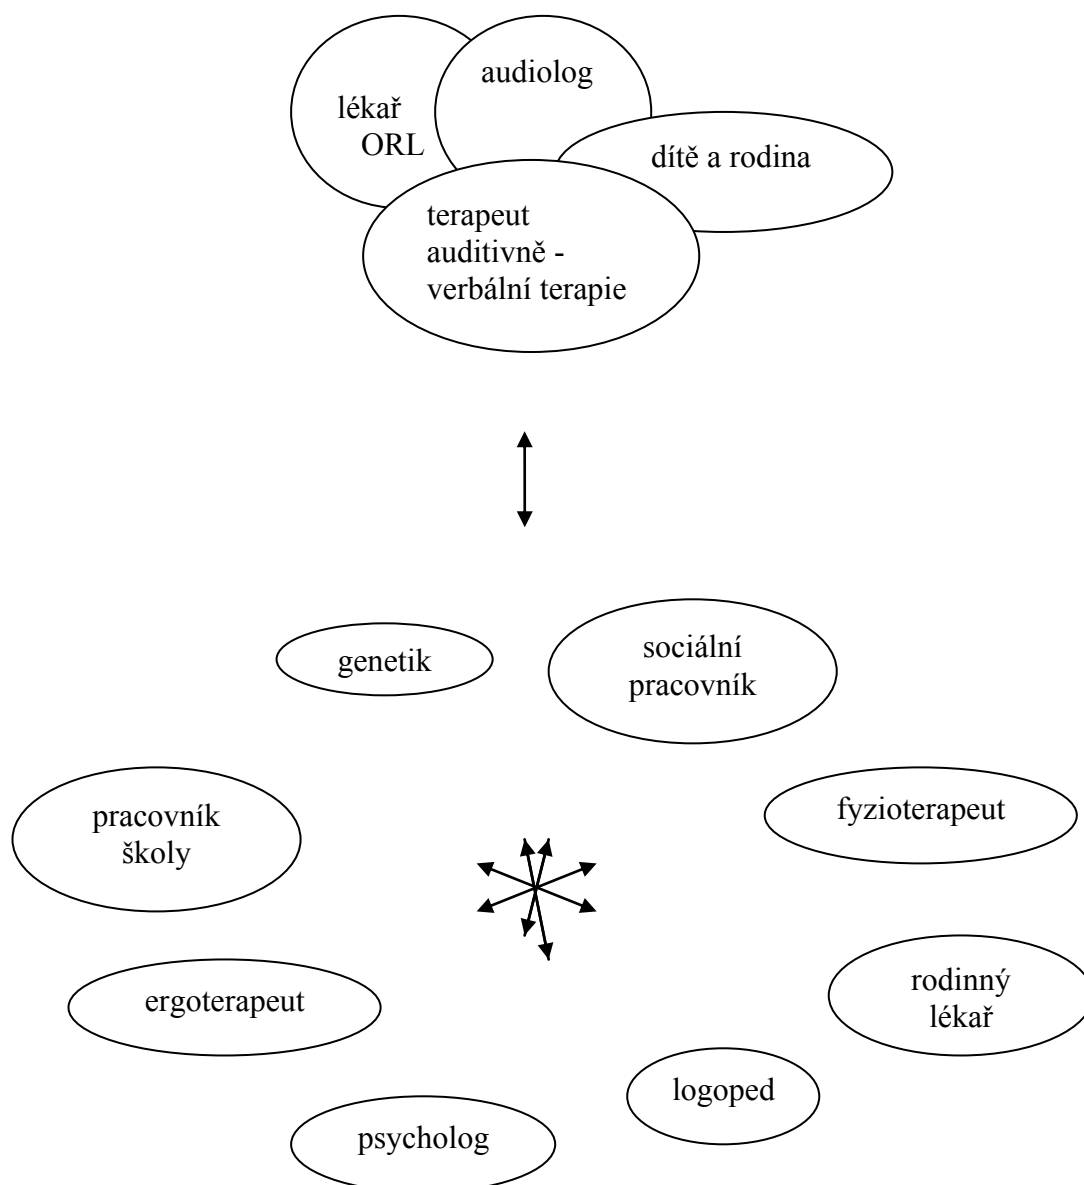 audiolog
lékař
ORL
dítě a rodina
terapeut
auditivně -
verbální terapie
genetik
sociální
pracovník
pracovník
školy
fyzioterapeut
ergoterapeut
rodinný
lékař
logoped
psycholog